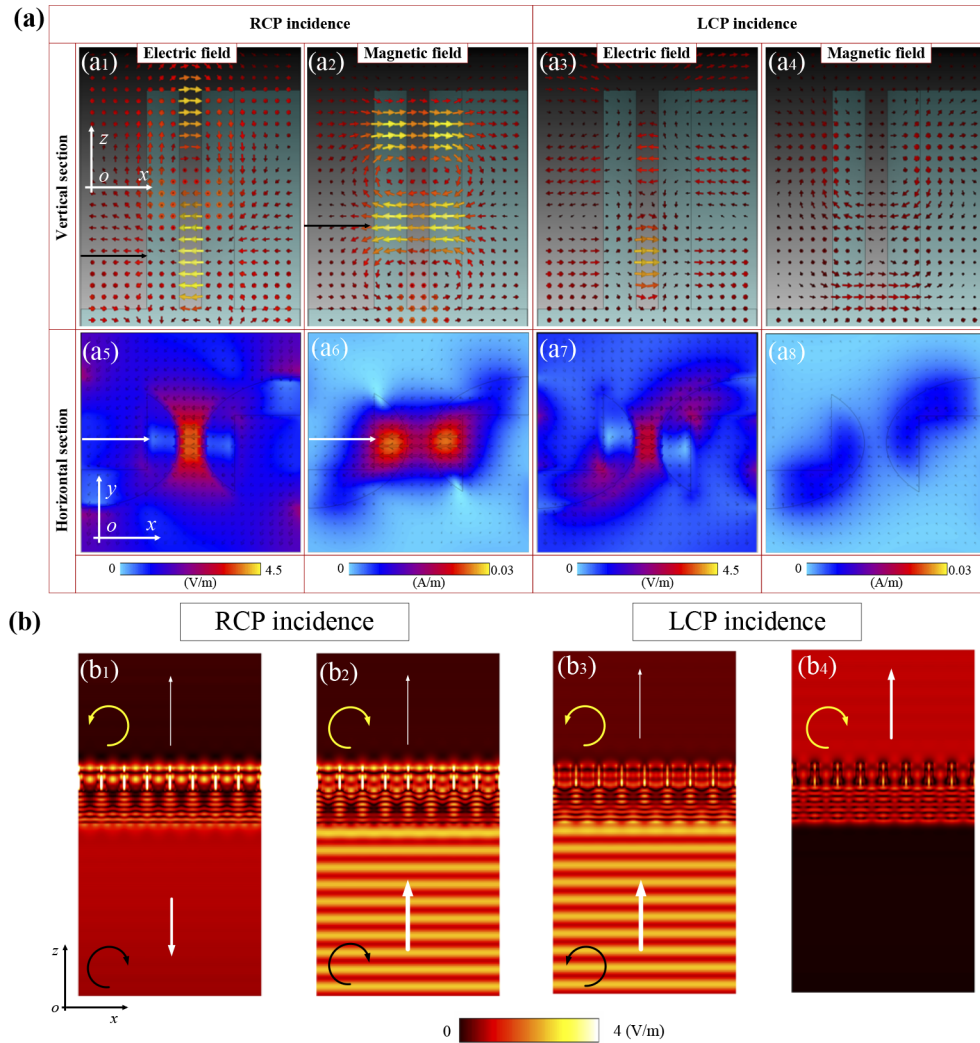 (a)
RCP incidence
LCP incidence
Electric field
Magnetic field
Electric field
Magnetic field
Vertical section
(a1)
(a2)
(a3)
(a4)
z
o
x
Horizontal section
(a5)
(a6)
(a7)
(a8)
y
o
x
0
4.5
(V/m)
0
0.03
(A/m)
0
4.5
(V/m)
0
0.03
(A/m)
(b)
RCP incidence
LCP incidence
(b1)
(b2)
(b3)
(b4)
z
o
x
0
4 (V/m)